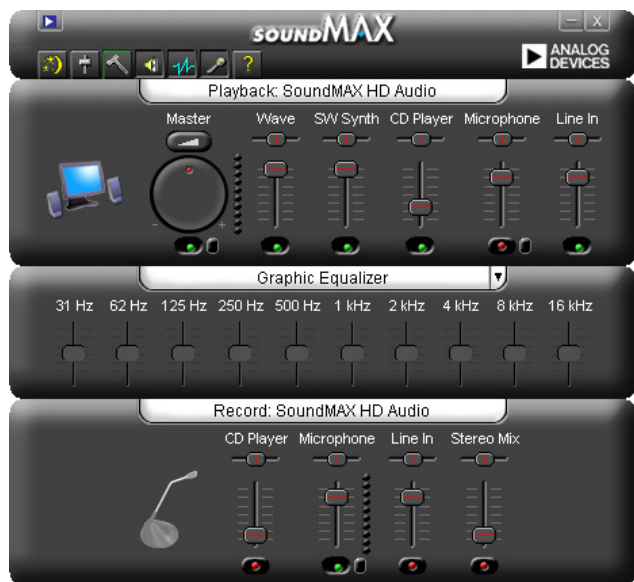 SOUNDMAX
ANALOG
DEVICES
Playback: SoundMAX HD Audio
Master Wave SW Synth CD Player Microphone Line In
- +
Graphic Equalizer
31 Hz 62 Hz 125 Hz 250 Hz 500 Hz 1 kHz 2 kHz 4 kHz 8 kHz 16 kHz
Record: SoundMAX HD Audio
CD Player Microphone Line In Stereo Mix